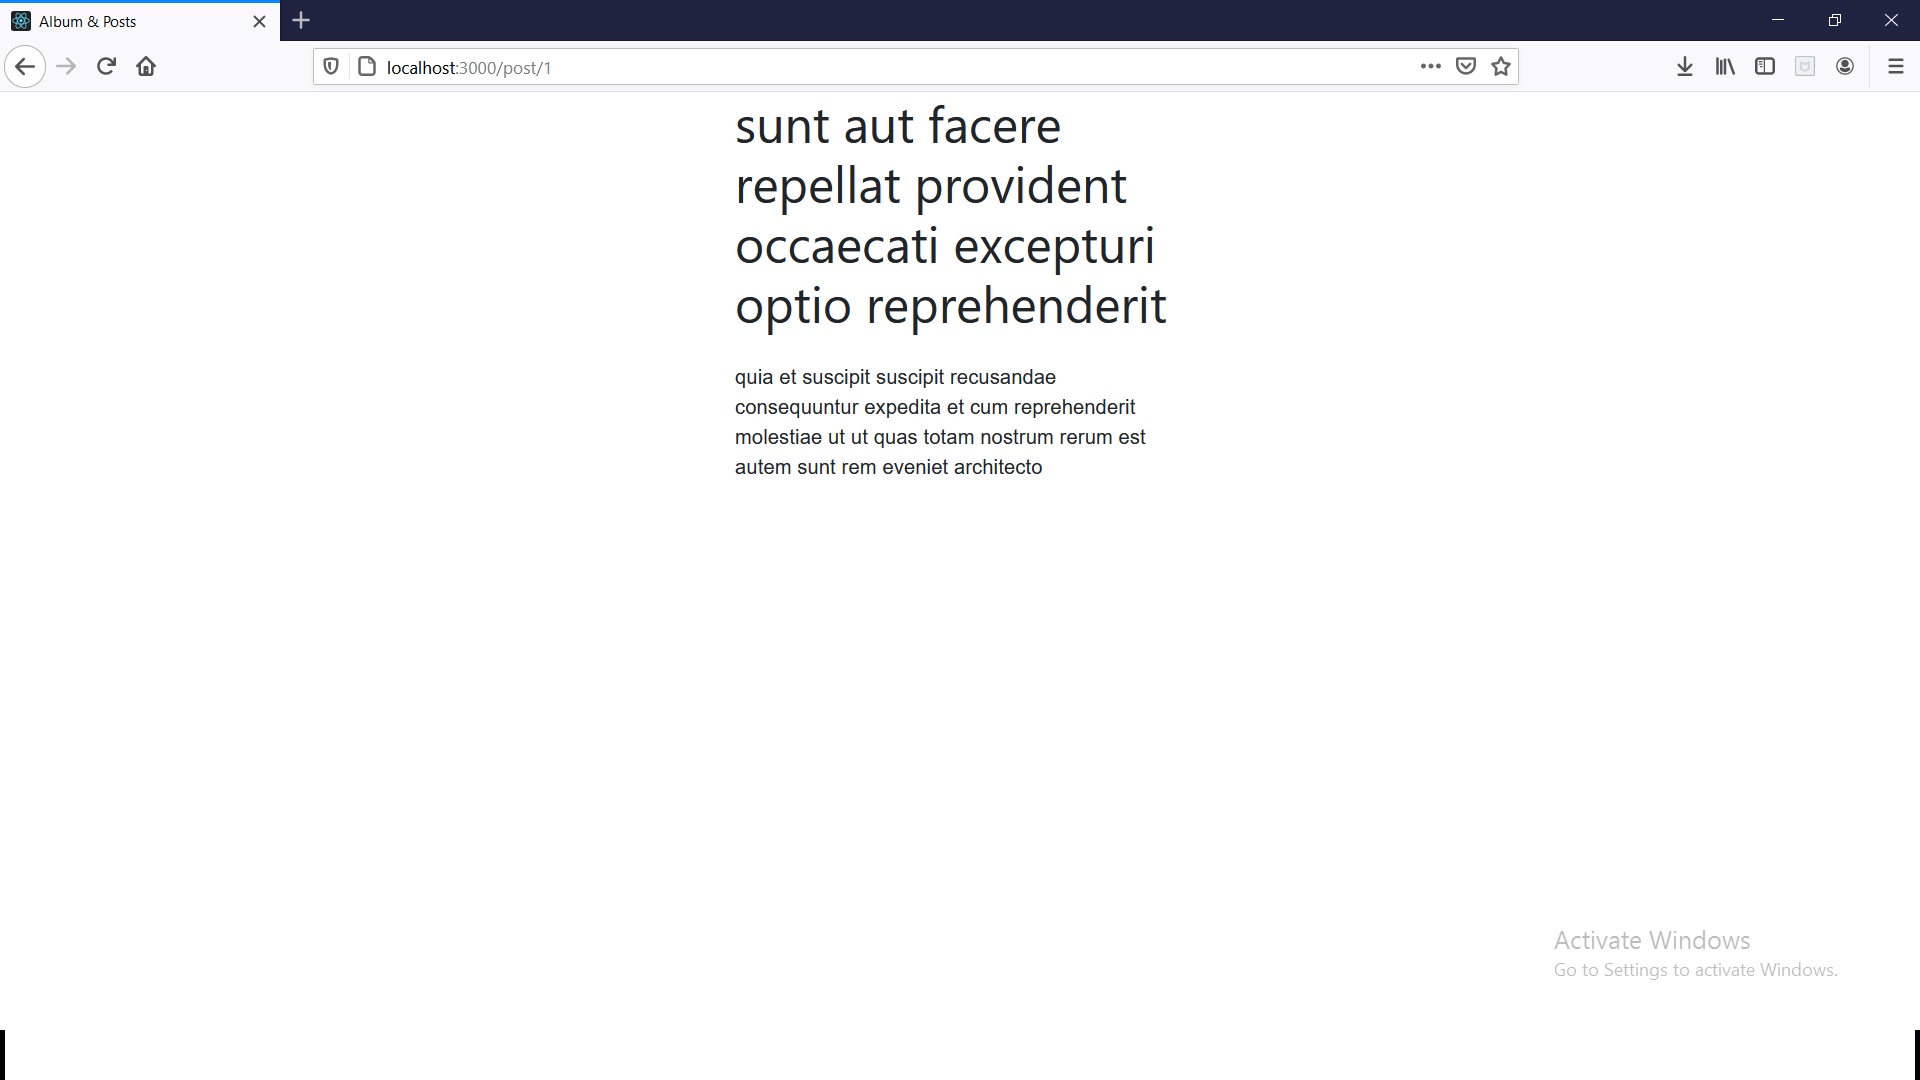 Album & Posts
localhost:3000/post/1
sunt aut facere
repellat provident
occaecati excepturi
optio reprehenderit
quia et suscipit suscipit recusandae
consequuntur expedita et cum reprehenderit
molestiae ut ut quas totam nostrum rerum est
autem sunt rem eveniet architecto
Activate Windows
Go to Settings to activate Windows.